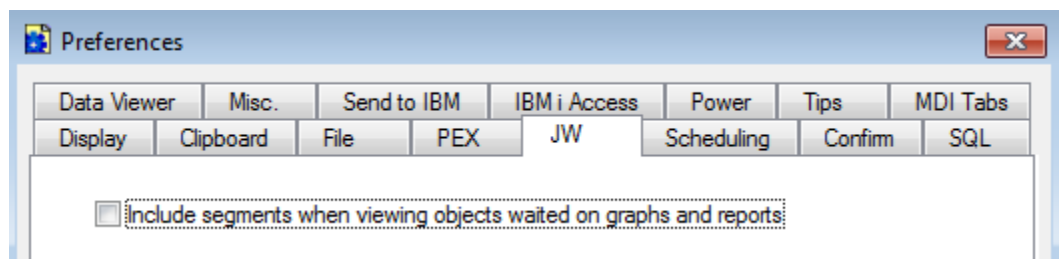 Preferences
Data Viewer Misc. Send to IBM IBM i Access Power Tips MDI Tabs
Display Clipboard File PEX JW Scheduling Confirm SQL
Include segments when viewing objects waited on graphs and reports